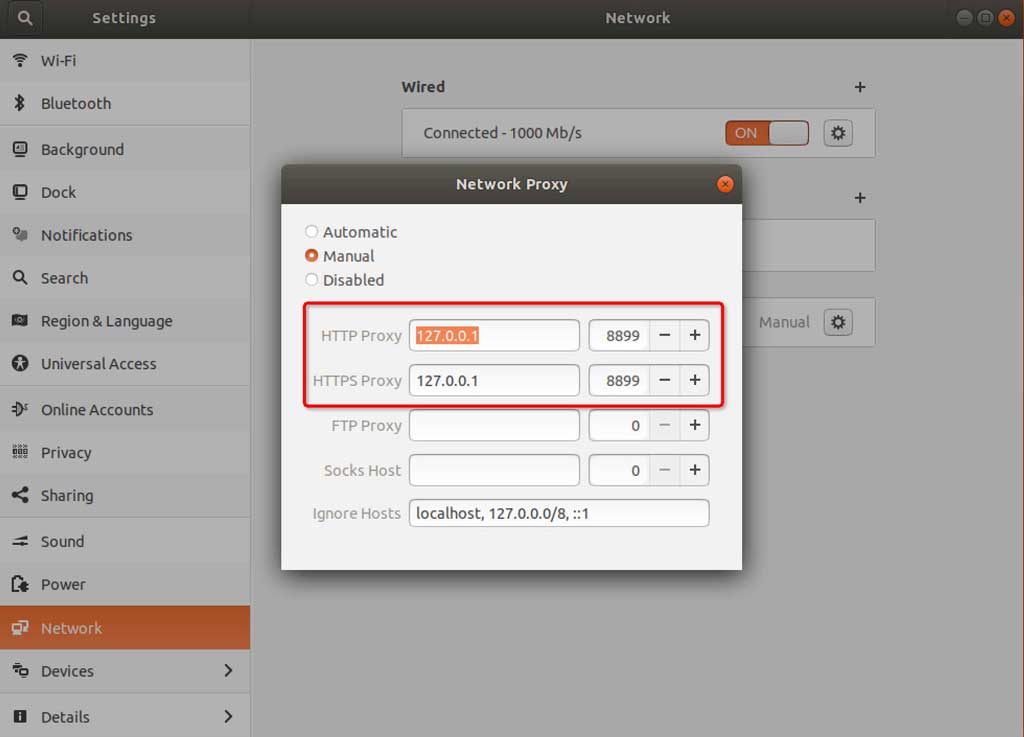 Settings
Network
Wi-Fi
Bluetooth
Background
Dock
Notifications
Search
Region & Language
Universal Access
Online Accounts
Privacy
Sharing
Sound
Power
Network
Devices
Details
Wired
+
Connected - 1000 Mb/s
ON
+
Manual
Network Proxy
Automatic
Manual
Disabled
HTTP Proxy 127.0.0.1 8899 − +
HTTPS Proxy 127.0.0.1 8899 − +
FTP Proxy 0 − +
Socks Host 0 − +
Ignore Hosts localhost, 127.0.0.0/8, ::1